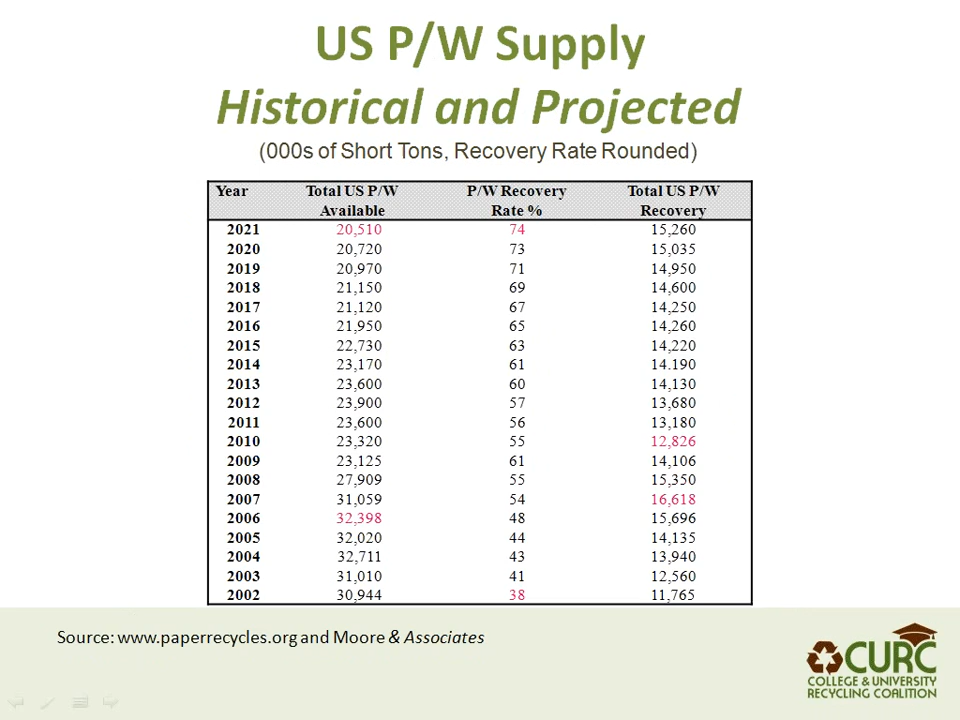 US P/W Supply
Historical and Projected
(000s of Short Tons, Recovery Rate Rounded)
Year Total US P/W Available P/W Recovery Rate % Total US P/W Recovery
2021 20,510 74 15,260
2020 20,720 73 15,035
2019 20,970 71 14,950
2018 21,150 69 14,600
2017 21,120 67 14,250
2016 21,950 65 14,260
2015 22,730 63 14,220
2014 23,170 61 14.190
2013 23,600 60 14,130
2012 23,900 57 13,680
2011 23,600 56 13,180
2010 23,320 55 12,826
2009 23,125 61 14,106
2008 27,909 55 15,350
2007 31,059 54 16,618
2006 32,398 48 15,696
2005 32,020 44 14,135
2004 32,711 43 13,940
2003 31,010 41 12,560
2002 30,944 38 11,765
Source: www.paperrecycles.org and Moore & Associates
CURC
COLLEGE & UNIVERSITY
RECYCLING COALITION